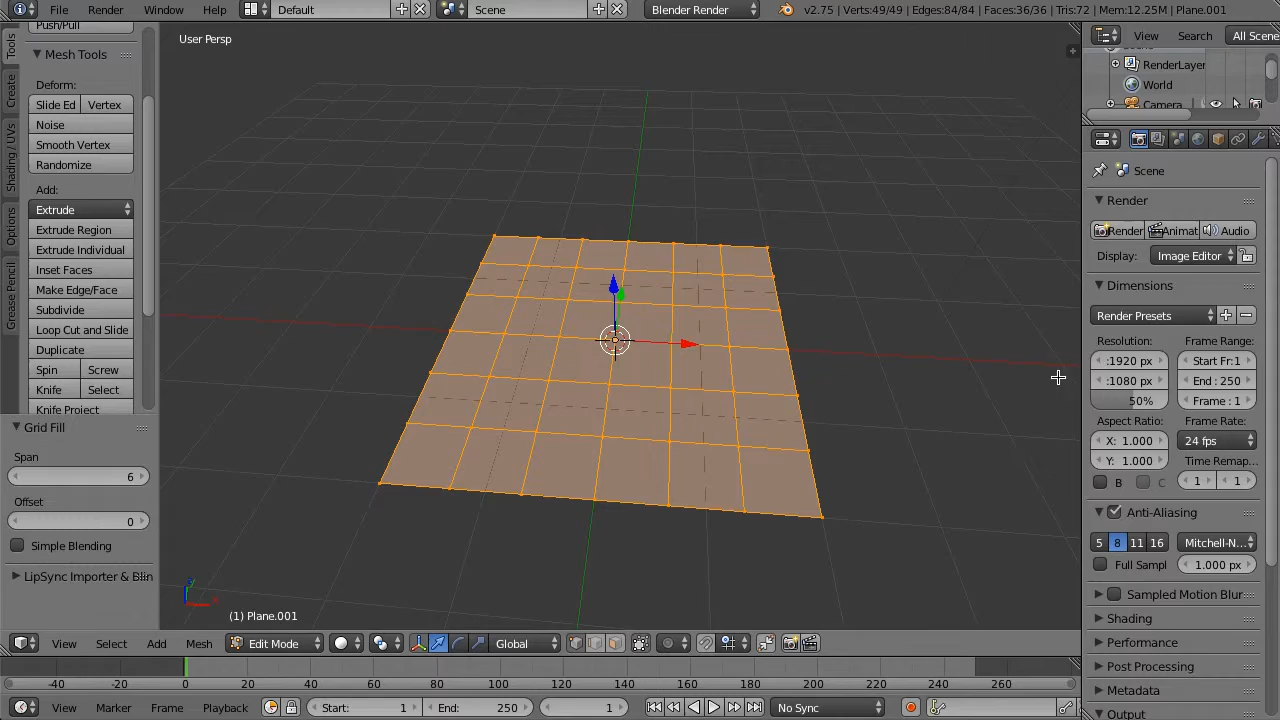 File Render Window Help Default Scene Blender Render v2.75 | Verts:49/49 | Edges:84/84 | Faces:36/36 | Tris:72 | Mem:12.25M | Plane.001
Tools
Create
Shading / UVs
Options
Grease Pencil
Push/Pull
Mesh Tools
Deform:
Slide Ed Vertex
Noise
Smooth Vertex
Randomize
Add:
Extrude
Extrude Region
Extrude Individual
Inset Faces
Make Edge/Face
Subdivide
Loop Cut and Slide
Duplicate
Spin Screw
Knife Select
Knife Project
Grid Fill
Span
6
Offset
0
Simple Blending
LipSync Importer & Blin
User Persp
y
x
(1) Plane.001
View Select Add Mesh Edit Mode Global
-40 -20 0 20 40 60 80 100 120 140 160 180 200 220 240 260
View Marker Frame Playback Start: 1 End: 250 1 No Sync
View Search All Scene
RenderLayer
World
Camera
Scene
Render
Render Animat Audio
Display: Image Editor
Dimensions
Render Presets
Resolution: Frame Range:
:1920 px Start Fr:1
:1080 px End : 250
50% Frame : 1
Aspect Ratio: Frame Rate:
X: 1.000 24 fps
Y: 1.000 Time Remap...
B C 1 1
Anti-Aliasing
5 8 11 16 Mitchell-N...
Full Sampl 1.000 px
Sampled Motion Blur
Shading
Performance
Post Processing
Metadata
Output